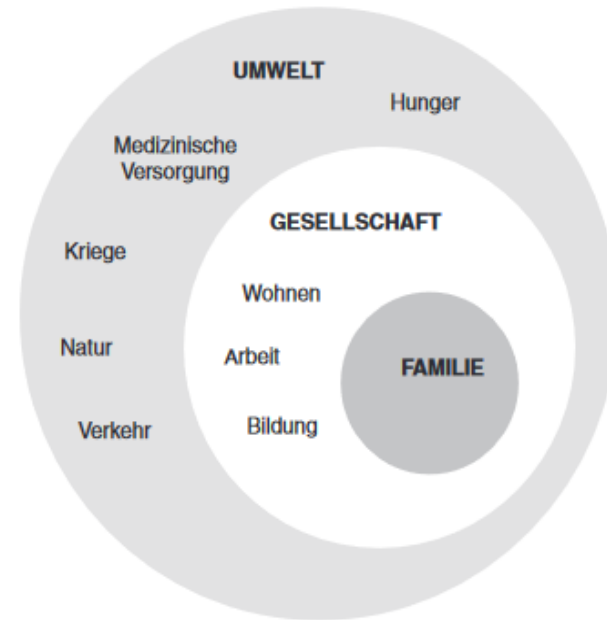 UMWELT
Hunger
Medizinische
Versorgung
GESELLSCHAFT
Kriege
Wohnen
Natur
Arbeit
FAMILIE
Verkehr
Bildung